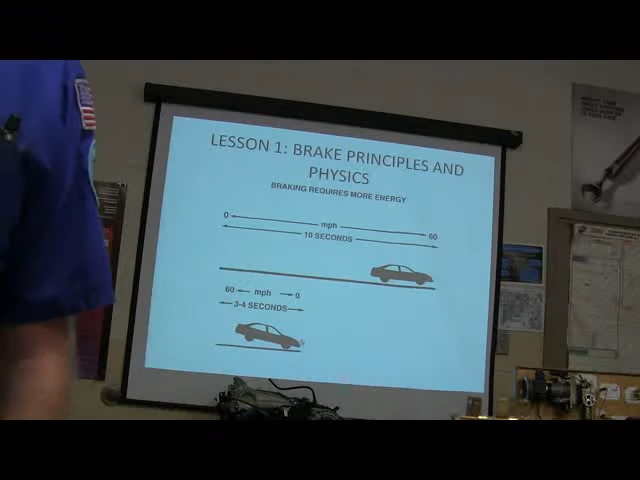 LESSON 1: BRAKE PRINCIPLES AND
PHYSICS
BRAKING REQUIRES MORE ENERGY
0 mph 60
10 SECONDS
60 mph 0
3-4 SECONDS